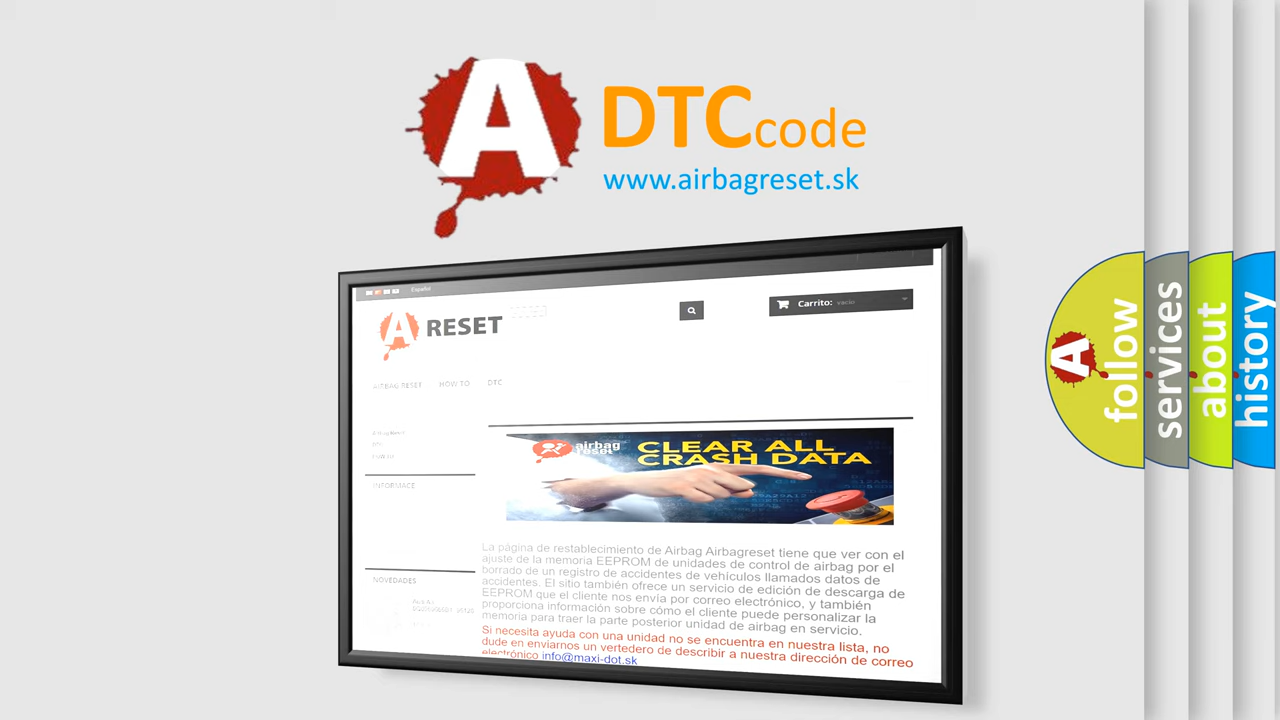 A DTCcode
www.airbagreset.sk
Español
A RESET
Carrito: vacío
AIRBAG RESET HOW TO DTC
INFORMACE
NOVEDADES
airbag
reset
CLEAR ALL
CRASH DATA
La página de restablecimiento de Airbag Airbagreset tiene que ver con el
ajuste de la memoria EEPROM de unidades de control de airbag por el
borrado de un registro de accidentes de vehículos llamados datos de
accidentes. El sitio también ofrece un servicio de edición de descarga de
EEPROM que el cliente nos envía por correo electrónico, y también
proporciona información sobre cómo el cliente puede personalizar la
memoria para traer la parte posterior unidad de airbag en servicio.
Si necesita ayuda con una unidad no se encuentra en nuestra lista, no
dude en enviarnos un vertedero de describir a nuestra dirección de correo
electrónico info@maxi-dot.sk
A
follow
services
about
history